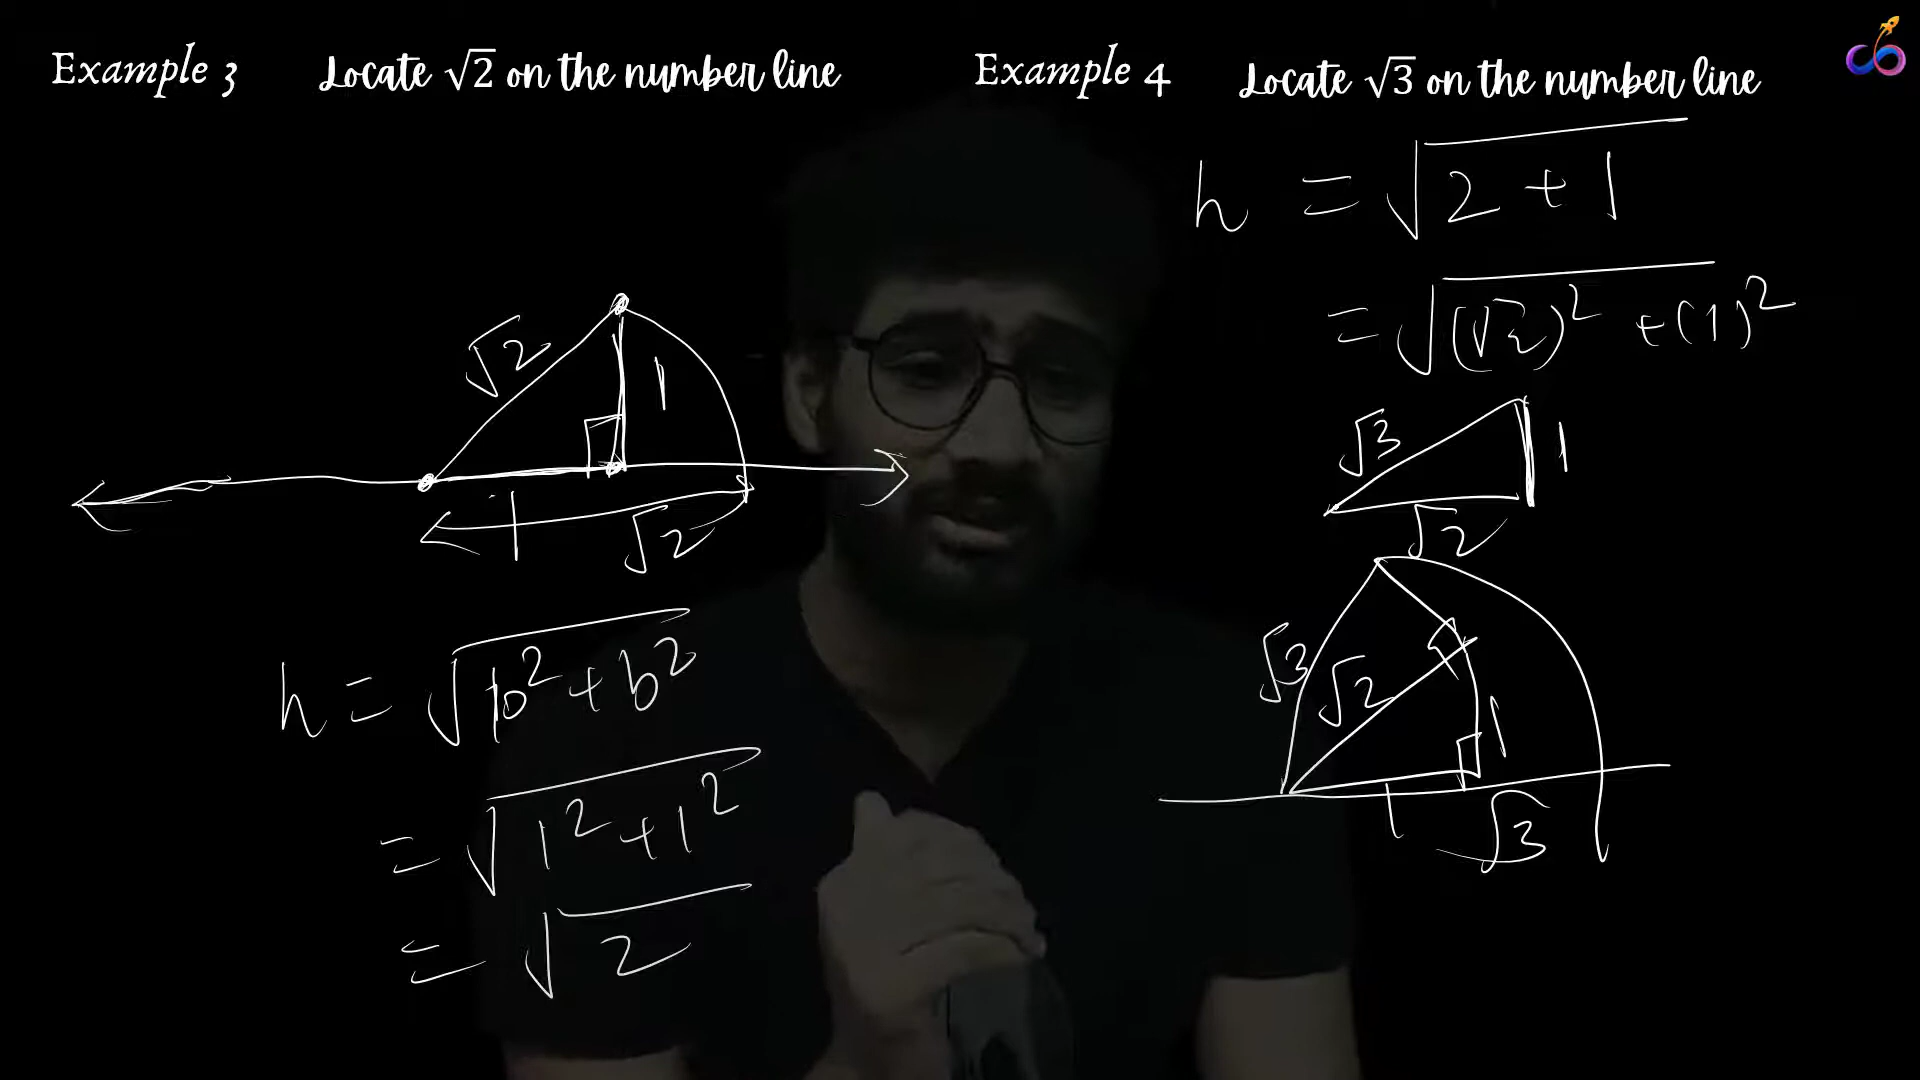 Example 3 Locate √2 on the number line
√2
1
1
√2
h = √p² + b²
= √1² + 1²
= √2
Example 4 Locate √3 on the number line
h = √2 + 1
= √(√2)² + (1)²
√3
1
√2
√3
√2
1
1
√3